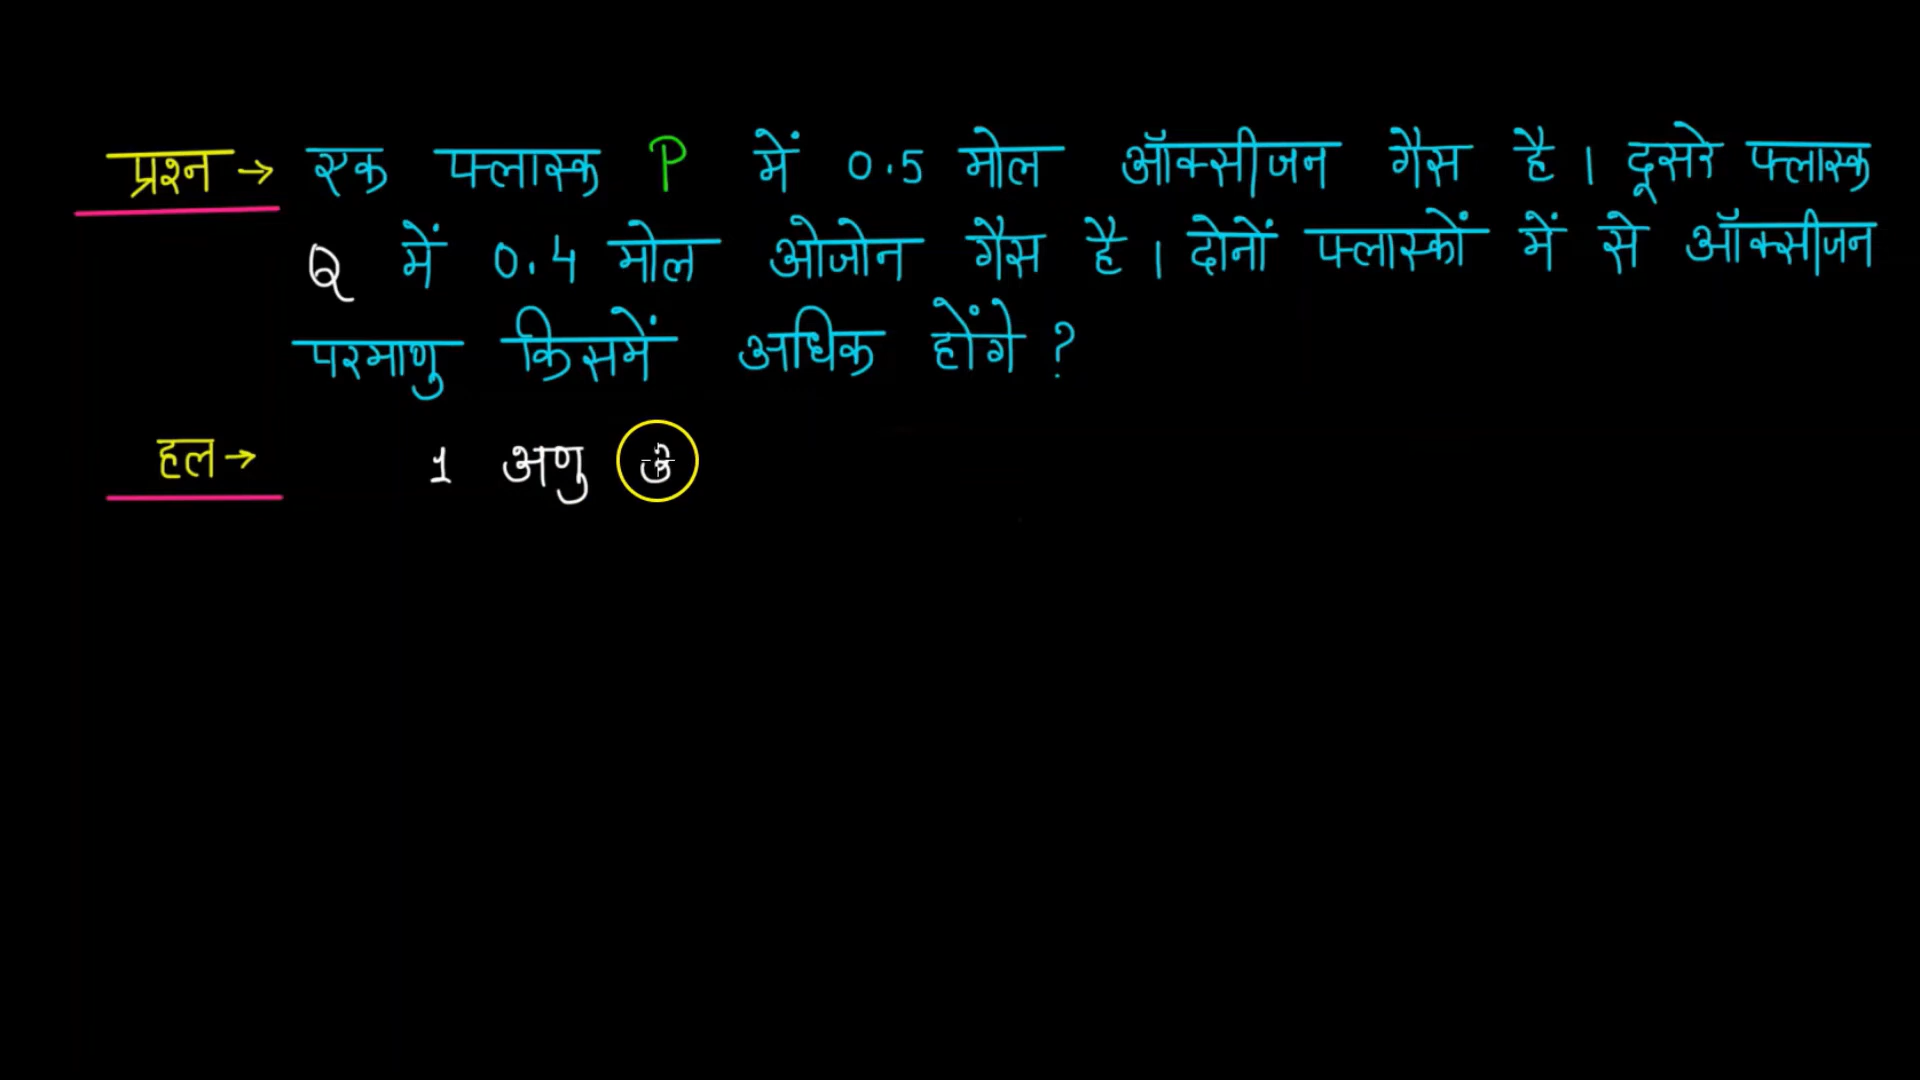 प्रश्न → एक फ्लास्क P में 0.5 मोल ऑक्सीजन गैस है। दूसरे फ्लास्क
Q में 0.4 मोल ओजोन गैस है। दोनों फ्लास्कों में से ऑक्सीजन
परमाणु किसमें अधिक होंगे ?
हल → 1 अणु